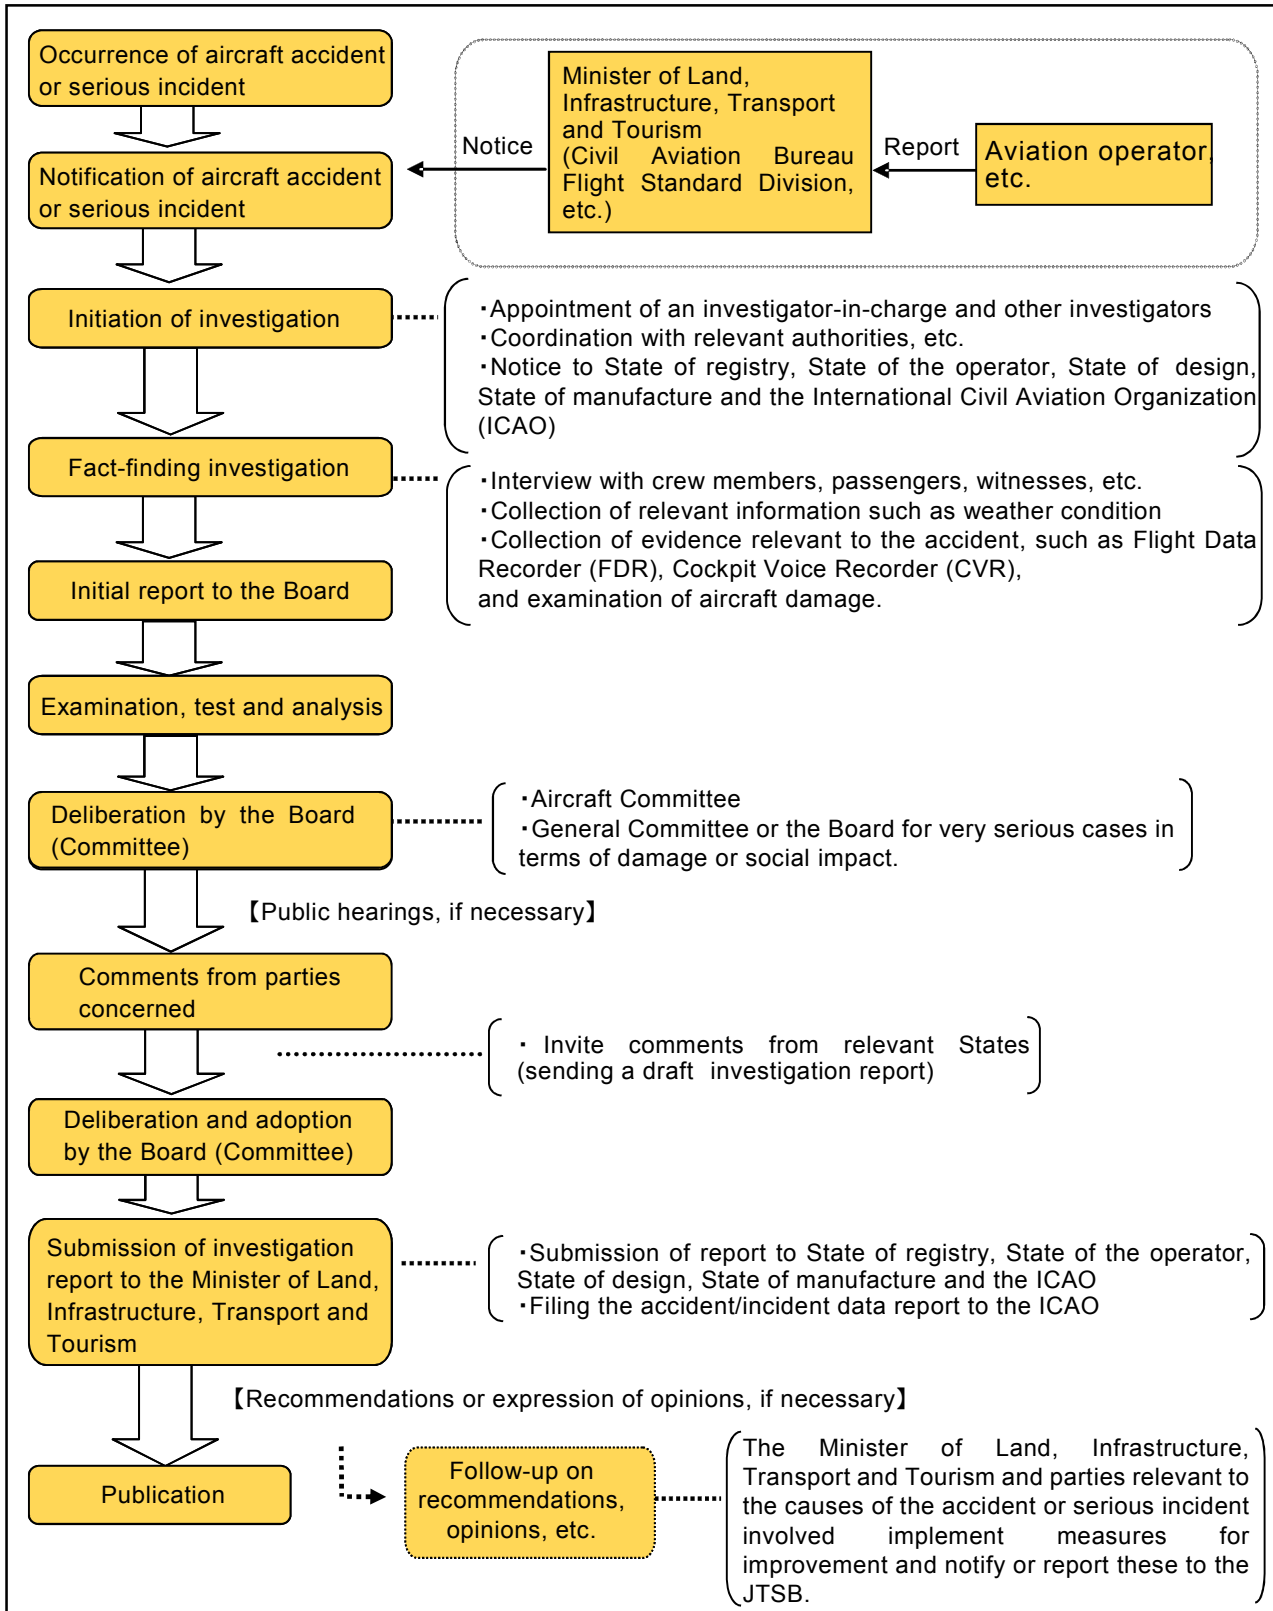 Occurrence of aircraft accident
or serious incident
Minister of Land,
Infrastructure, Transport
and Tourism
(Civil Aviation Bureau
Flight Standard Division,
etc.)
Notice
Report
Aviation operator,
etc.
Notification of aircraft accident
or serious incident
Initiation of investigation
・Appointment of an investigator-in-charge and other investigators
・Coordination with relevant authorities, etc.
・Notice to State of registry, State of the operator, State of design,
State of manufacture and the International Civil Aviation Organization
(ICAO)
Fact-finding investigation
・Interview with crew members, passengers, witnesses, etc.
・Collection of relevant information such as weather condition
・Collection of evidence relevant to the accident, such as Flight Data
Recorder (FDR), Cockpit Voice Recorder (CVR),
and examination of aircraft damage.
Initial report to the Board
Examination, test and analysis
Deliberation by the Board
(Committee)
・Aircraft Committee
・General Committee or the Board for very serious cases in
terms of damage or social impact.
【Public hearings, if necessary】
Comments from parties
concerned
・ Invite comments from relevant States
(sending a draft investigation report)
Deliberation and adoption
by the Board (Committee)
Submission of investigation
report to the Minister of Land,
Infrastructure, Transport and
Tourism
・Submission of report to State of registry, State of the operator,
State of design, State of manufacture and the ICAO
・Filing the accident/incident data report to the ICAO
【Recommendations or expression of opinions, if necessary】
Publication
Follow-up on
recommendations,
opinions, etc.
The Minister of Land, Infrastructure,
Transport and Tourism and parties relevant to
the causes of the accident or serious incident
involved implement measures for
improvement and notify or report these to the
JTSB.